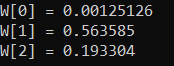 W[0] = 0.00125126
W[1] = 0.563585
W[2] = 0.193304